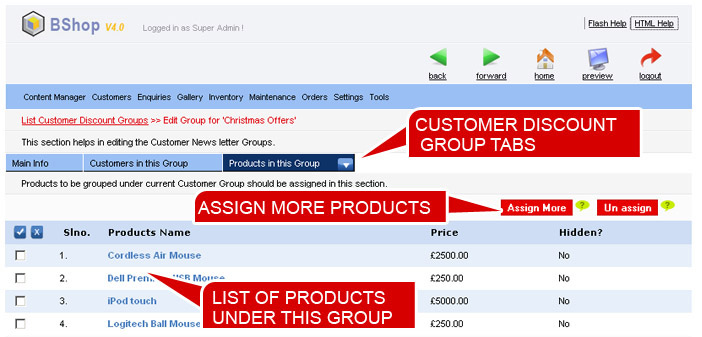 BShop V4.0
Logged in as Super Admin !
Flash Help HTML Help
back forward home preview logout
Content Manager Customers Enquiries Gallery Inventory Maintenance Orders Settings Tools
List Customer Discount Groups >> Edit Group for 'Christmas Offers'
CUSTOMER DISCOUNT
GROUP TABS
This section helps in editing the Customer News letter Groups.
Main Info Customers in this Group Products in this Group
Products to be grouped under current Customer Group should be assigned in this section.
ASSIGN MORE PRODUCTS
Assign More ? Un assign ?
Slno. Products Name Price Hidden?
1. Cordless Air Mouse £2500.00 No
2. Dell Prem USB Mouse £250.00 No
3. iPod touch £5000.00 No
4. Logitech Ball Mouse £250.00 No
LIST OF PRODUCTS
UNDER THIS GROUP